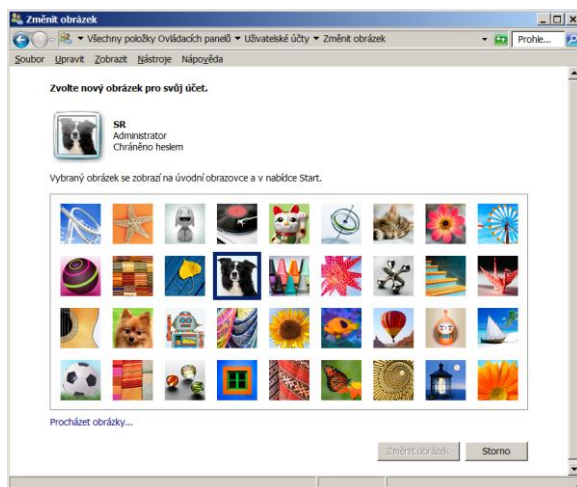 Změnit obrázek
Všechny položky Ovládacích panelů Uživatelské účty Změnit obrázek Prohle...
Soubor Upravit Zobrazit Nástroje Nápověda
Zvolte nový obrázek pro svůj účet.
SR
Administrator
Chráněno heslem
Vybraný obrázek se zobrazí na úvodní obrazovce a v nabídce Start.
Procházet obrázky...
Změnit obrázek Storno